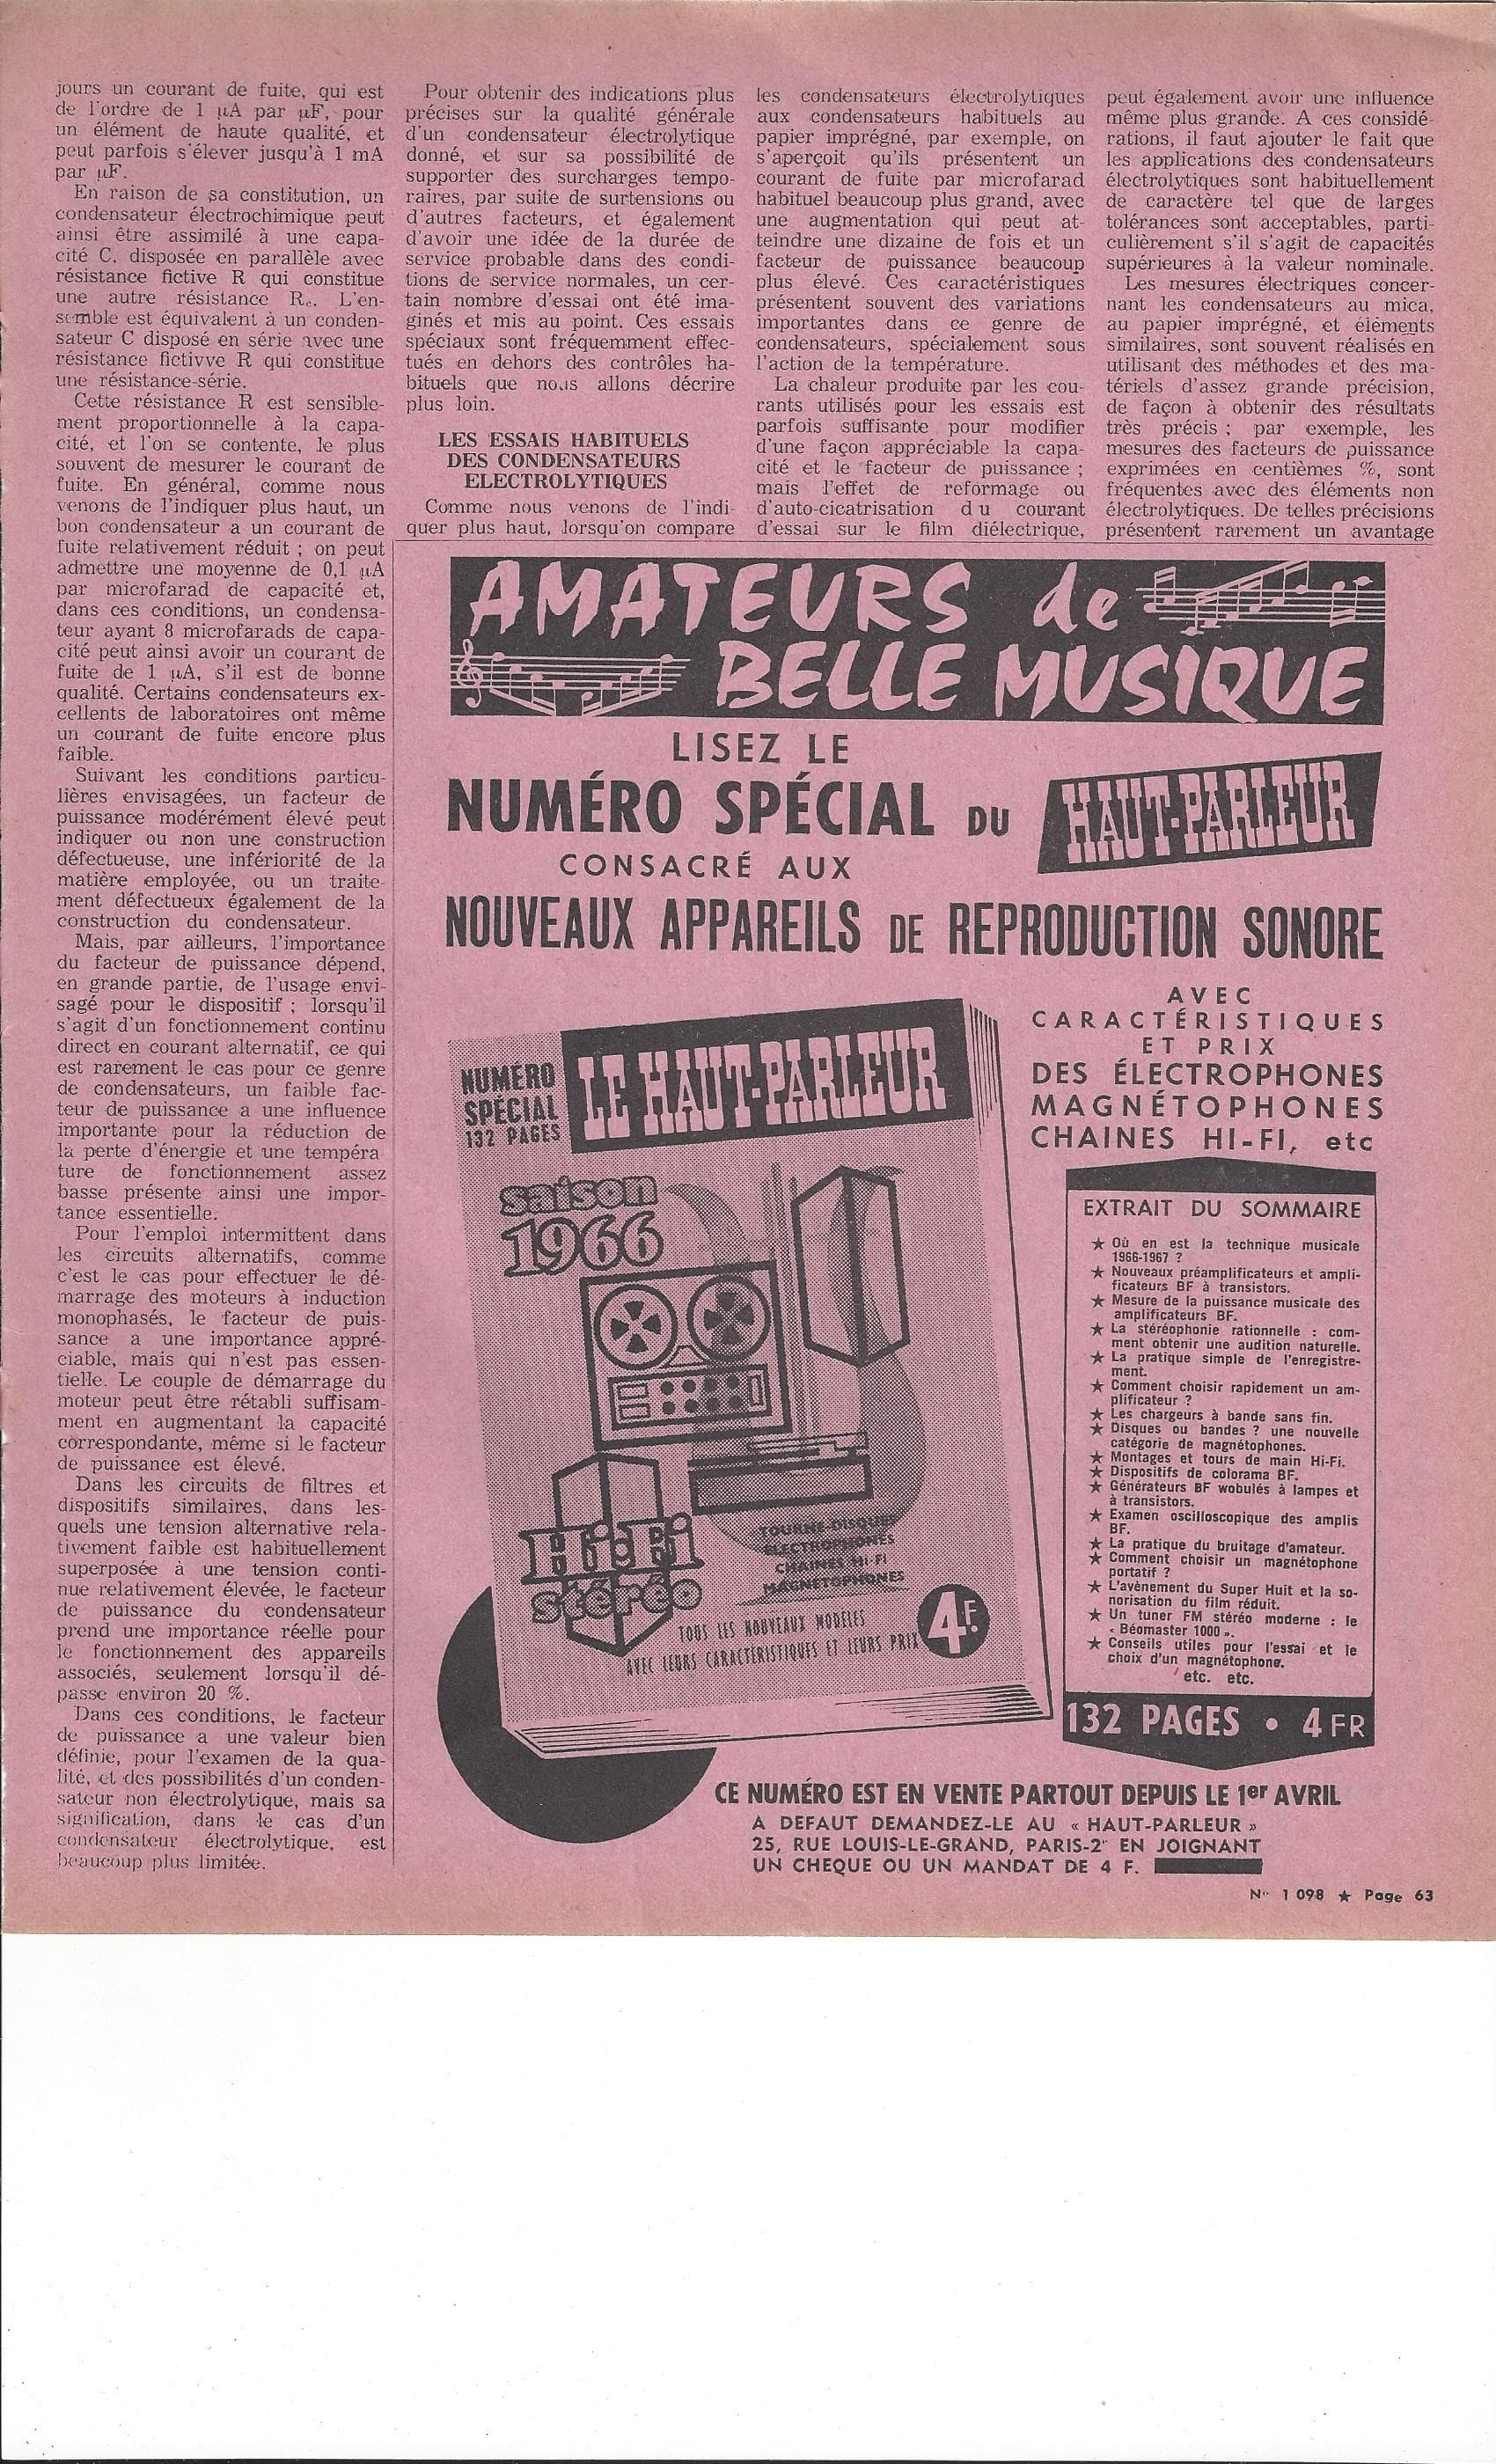 jours un courant de fuite, qui est
de l'ordre de 1 µA par µF, pour
un élément de haute qualité, et
peut parfois s'élever jusqu'à 1 mA
par µF.
En raison de sa constitution, un
condensateur électrochimique peut
ainsi être assimilé à une capa-
cité C, disposée en parallèle avec
résistance fictive R qui constitue
une autre résistance Re. L'en-
semble est équivalent à un conden-
sateur C disposé en série avec une
résistance fictivve R qui constitue
une résistance-série.
Cette résistance R est sensible-
ment proportionnelle à la capa-
cité, et l'on se contente, le plus
souvent de mesurer le courant de
fuite. En général, comme nous
venons de l'indiquer plus haut, un
bon condensateur a un courant de
fuite relativement réduit ; on peut
admettre une moyenne de 0,1 µA
par microfarad de capacité et,
dans ces conditions, un condensa-
teur ayant 8 microfarads de capa-
cité peut ainsi avoir un courant de
fuite de 1 µA, s'il est de bonne
qualité. Certains condensateurs ex-
cellents de laboratoires ont même
un courant de fuite encore plus
faible.
Suivant les conditions particu-
lières envisagées, un facteur de
puissance modérément élevé peut
indiquer ou non une construction
défectueuse, une infériorité de la
matière employée, ou un traite-
ment défectueux également de la
construction du condensateur.
Mais, par ailleurs, l'importance
du facteur de puissance dépend,
en grande partie, de l'usage envi-
sagé pour le dispositif ; lorsqu'il
s'agit d'un fonctionnement continu
direct en courant alternatif, ce qui
est rarement le cas pour ce genre
de condensateurs, un faible fac-
teur de puissance a une influence
importante pour la réduction de
la perte d'énergie et une tempéra
ture de fonctionnement assez
basse présente ainsi une impor-
tance essentielle.
Pour l'emploi intermittent dans
les circuits alternatifs, comme
c'est le cas pour effectuer le dé-
marrage des moteurs à induction
monophasés, le facteur de puis-
sance a une importance appré-
ciable, mais qui n'est pas essen-
tielle. Le couple de démarrage du
moteur peut être rétabli suffisam-
ment en augmentant la capacité
correspondante, même si le facteur
de puissance est élevé.
Dans les circuits de filtres et
dispositifs similaires, dans les-
quels une tension alternative rela-
tivement faible est habituellement
superposée à une tension conti-
nue relativement élevée, le facteur
de puissance du condensateur
prend une importance réelle pour
le fonctionnement des appareils
associés, seulement lorsqu'il dé-
passe environ 20 %.
Dans ces conditions, le facteur
de puissance a une valeur bien
définie, pour l'examen de la qua-
lité, et des possibilités d'un conden-
sateur non électrolytique, mais sa
signification, dans le cas d'un
condensateur électrolytique, est
beaucoup plus limitée.
Pour obtenir des indications plus
précises sur la qualité générale
d'un condensateur électrolytique
donné, et sur sa possibilité de
supporter des surcharges tempo-
raires, par suite de surtensions ou
d'autres facteurs, et également
d'avoir une idée de la durée de
service probable dans des condi-
tions de service normales, un cer-
tain nombre d'essai ont été ima-
ginés et mis au point. Ces essais
spéciaux sont fréquemment effec-
tués en dehors des contrôles ha-
bituels que nous allons décrire
plus loin.
LES ESSAIS HABITUELS
DES CONDENSATEURS
ELECTROLYTIQUES
Comme nous venons de l'indi-
quer plus haut, lorsqu'on compare
les condensateurs électrolytiques
aux condensateurs habituels au
papier imprégné, par exemple, on
s'aperçoit qu'ils présentent un
courant de fuite par microfarad
habituel beaucoup plus grand, avec
une augmentation qui peut at-
teindre une dizaine de fois et un
facteur de puissance beaucoup
plus élevé. Ces caractéristiques
présentent souvent des variations
importantes dans ce genre de
condensateurs, spécialement sous
l'action de la température.
La chaleur produite par les cou-
rants utilisés pour les essais est
parfois suffisante pour modifier
d'une façon appréciable la capa-
cité et le facteur de puissance ;
mais l'effet de reformage ou
d'auto-cicatrisation du courant
d'essai sur le film diélectrique,
peut également avoir une influence
même plus grande. A ces considé-
rations, il faut ajouter le fait que
les applications des condensateurs
électrolytiques sont habituellement
de caractère tel que de larges
tolérances sont acceptables, parti-
culièrement s'il s'agit de capacités
supérieures à la valeur nominale.
Les mesures électriques concer-
nant les condensateurs au mica,
au papier imprégné, et éléments
similaires, sont souvent réalisés en
utilisant des méthodes et des ma-
tériels d'assez grande précision,
de façon à obtenir des résultats
très précis ; par exemple, les
mesures des facteurs de puissance
exprimées en centièmes %, sont
fréquentes avec des éléments non
électrolytiques. De telles précisions
présentent rarement un avantage
AMATEURS de
BELLE MUSIQUE
LISEZ LE
NUMÉRO SPÉCIAL DU HAUT-PARLEUR
CONSACRÉ AUX
NOUVEAUX APPAREILS DE REPRODUCTION SONORE
NUMÉRO
SPÉCIAL
132 PAGES
LE HAUT-PARLEUR
saison
1966
Hi-Fi
stéréo
TOURNE-DISQUES
ELECTROPHONES
CHAINES HI-FI
MAGNETOPHONES
TOUS LES NOUVEAUX MODELES
AVEC LEURS CARACTERISTIQUES ET LEURS PRIX
4F.
AVEC
CARACTÉRISTIQUES
ET PRIX
DES ÉLECTROPHONES
MAGNÉTOPHONES
CHAINES HI-FI, etc
EXTRAIT DU SOMMAIRE
★ Où en est la technique musicale
1966-1967 ?
★ Nouveaux préamplificateurs et ampli-
ficateurs BF à transistors.
★ Mesure de la puissance musicale des
amplificateurs BF.
★ La stéréophonie rationnelle : com-
ment obtenir une audition naturelle.
★ La pratique simple de l'enregistre-
ment.
★ Comment choisir rapidement un am-
plificateur ?
★ Les chargeurs à bande sans fin.
★ Disques ou bandes ? une nouvelle
catégorie de magnétophones.
★ Montages et tours de main Hi-Fi.
★ Dispositifs de colorama BF.
★ Générateurs BF wobulés à lampes et
à transistors.
★ Examen oscilloscopique des amplis
BF.
★ La pratique du bruitage d'amateur.
★ Comment choisir un magnétophone
portatif ?
★ L'avènement du Super Huit et la so-
norisation du film réduit.
★ Un tuner FM stéréo moderne : le
« Béomaster 1000 ».
★ Conseils utiles pour l'essai et le
choix d'un magnétophone.
etc. etc.
132 PAGES • 4 FR
CE NUMÉRO EST EN VENTE PARTOUT DEPUIS LE 1er AVRIL
A DEFAUT DEMANDEZ-LE AU « HAUT-PARLEUR »
25, RUE LOUIS-LE-GRAND, PARIS-2e EN JOIGNANT
UN CHEQUE OU UN MANDAT DE 4 F.
N° 1 098 ★ Page 63